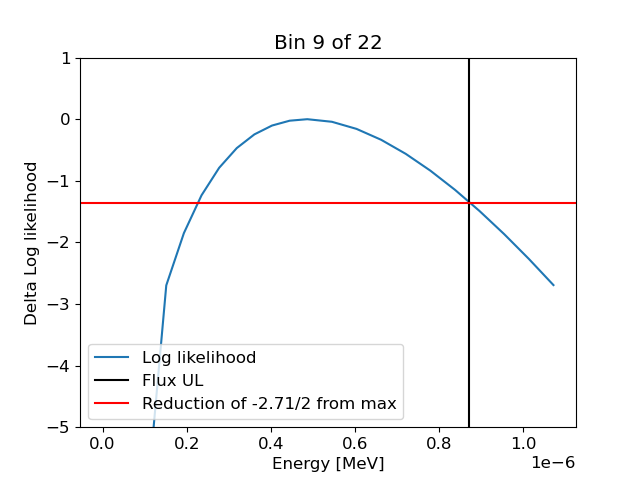 Bin 9 of 22
1
0
−1
−2
−3
−4
−5
Delta Log likelihood
Log likelihood
Flux UL
Reduction of -2.71/2 from max
0.0 0.2 0.4 0.6 0.8 1.0
Energy [MeV]
1e−6